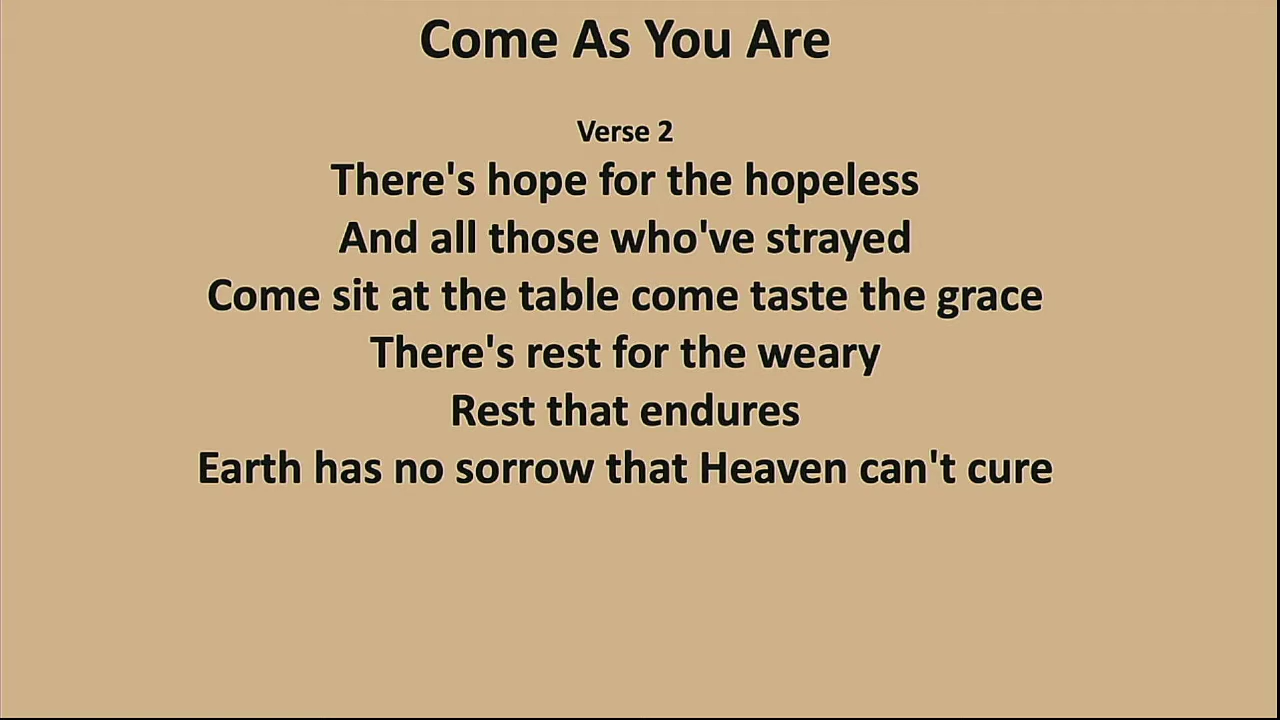 Come As You Are
Verse 2
There's hope for the hopeless
And all those who've strayed
Come sit at the table come taste the grace
There's rest for the weary
Rest that endures
Earth has no sorrow that Heaven can't cure